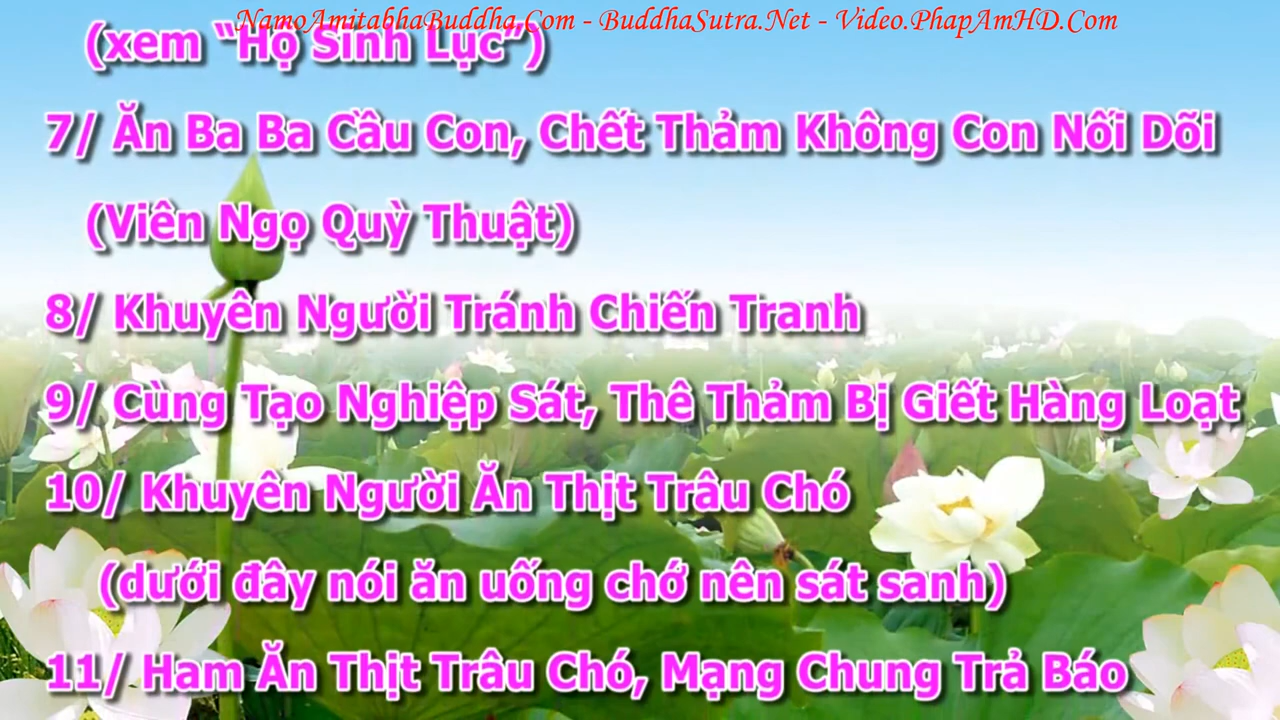 NamoAmitabhaBuddha.Com - BuddhaSutra.Net - Video.PhapAmHD.Com
(xem “Hộ Sinh Lục”)
7/ Ăn Ba Ba Cầu Con, Chết Thảm Không Con Nối Dõi
(Viên Ngọ Quỳ Thuật)
8/ Khuyên Người Tránh Chiến Tranh
9/ Cùng Tạo Nghiệp Sát, Thê Thảm Bị Giết Hàng Loạt
10/ Khuyên Người Ăn Thịt Trâu Chó
(dưới đây nói ăn uống chớ nên sát sanh)
11/ Ham Ăn Thịt Trâu Chó, Mạng Chung Trả Báo